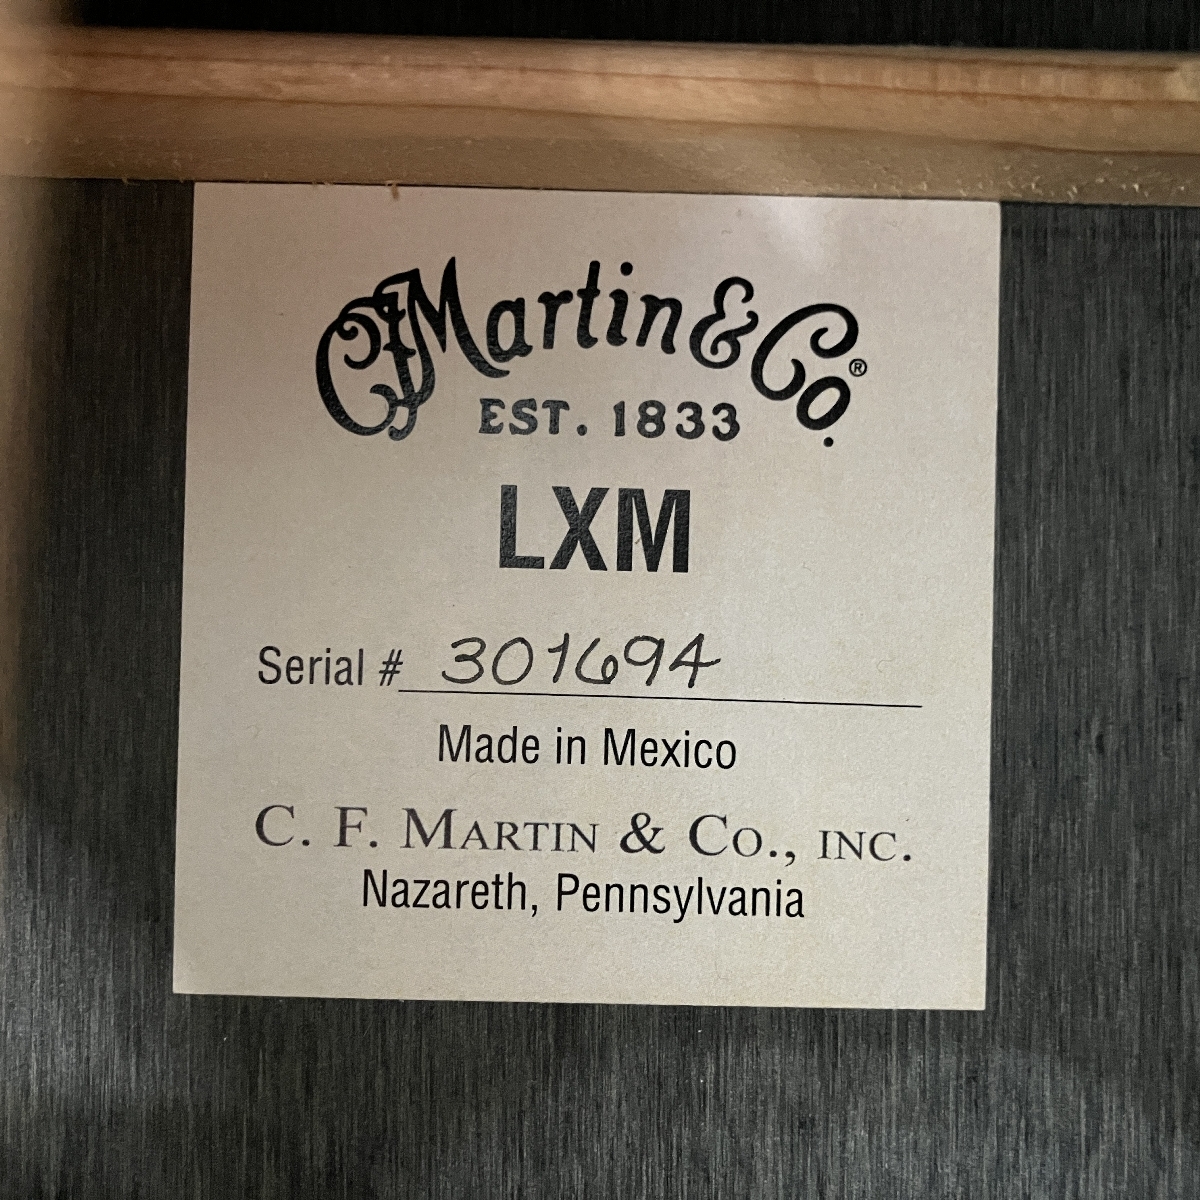 CFMartin & Co.®
EST. 1833
LXM
Serial # 301694
Made in Mexico
C. F. MARTIN & CO., INC.
Nazareth, Pennsylvania